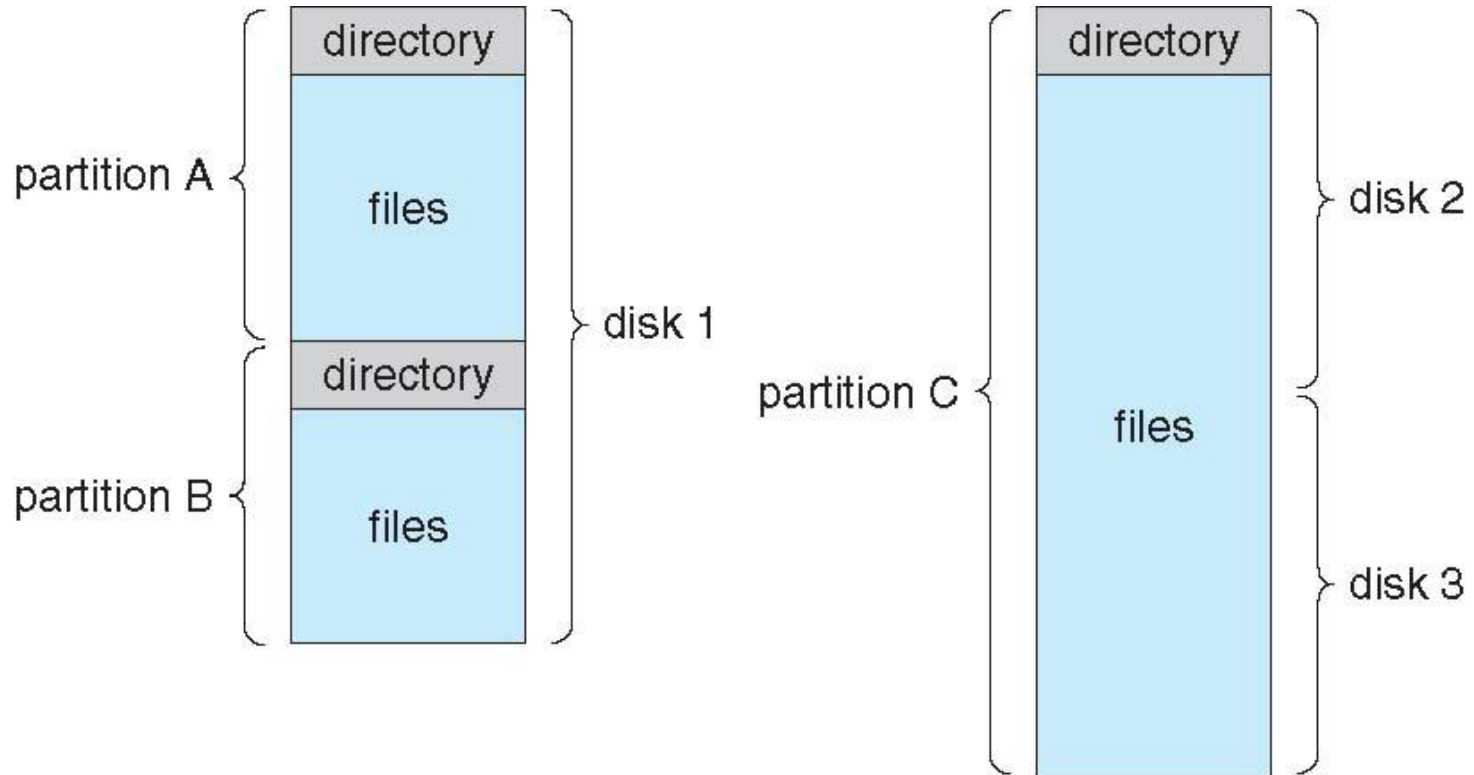 directory
partition A
files
disk 1
directory
partition B
files
directory
disk 2
partition C
files
disk 3